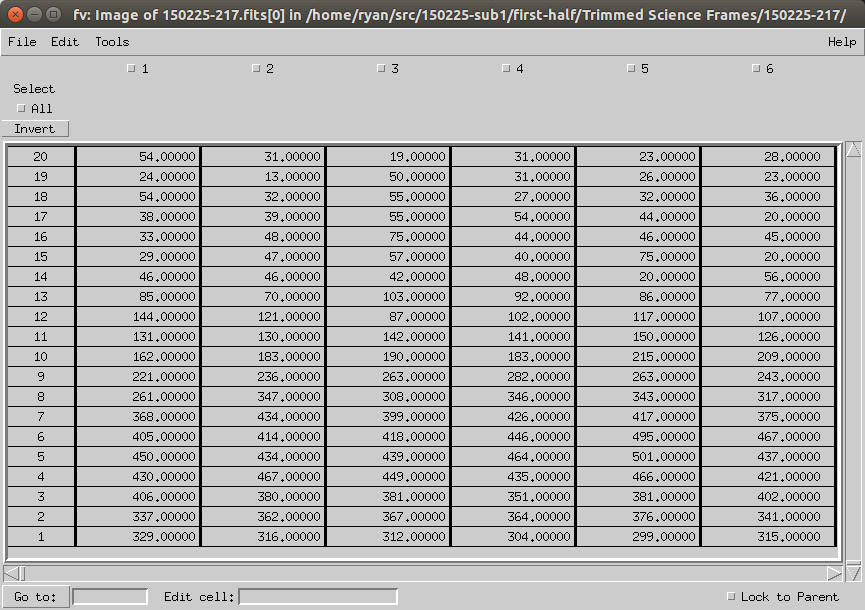 fv: Image of 150225-217.fits[0] in /home/ryan/src/150225-sub1/first-half/Trimmed Science Frames/150225-217/
File Edit Tools Help
1 2 3 4 5 6
Select
All
Invert
20 54.00000 31.00000 19.00000 31.00000 23.00000 28.00000
19 24.00000 13.00000 50.00000 31.00000 26.00000 23.00000
18 54.00000 32.00000 55.00000 27.00000 32.00000 36.00000
17 38.00000 39.00000 55.00000 54.00000 44.00000 20.00000
16 33.00000 48.00000 75.00000 44.00000 46.00000 45.00000
15 29.00000 47.00000 57.00000 40.00000 75.00000 20.00000
14 46.00000 46.00000 42.00000 48.00000 20.00000 56.00000
13 85.00000 70.00000 103.00000 92.00000 86.00000 77.00000
12 144.00000 121.00000 87.00000 102.00000 117.00000 107.00000
11 131.00000 130.00000 142.00000 141.00000 150.00000 126.00000
10 162.00000 183.00000 190.00000 183.00000 215.00000 209.00000
9 221.00000 236.00000 263.00000 282.00000 263.00000 243.00000
8 261.00000 347.00000 308.00000 346.00000 343.00000 317.00000
7 368.00000 434.00000 399.00000 426.00000 417.00000 375.00000
6 405.00000 414.00000 418.00000 446.00000 495.00000 467.00000
5 450.00000 434.00000 439.00000 464.00000 501.00000 437.00000
4 430.00000 467.00000 449.00000 435.00000 466.00000 421.00000
3 406.00000 380.00000 381.00000 351.00000 381.00000 402.00000
2 337.00000 362.00000 367.00000 364.00000 376.00000 341.00000
1 329.00000 316.00000 312.00000 304.00000 299.00000 315.00000
Go to: Edit cell: Lock to Parent